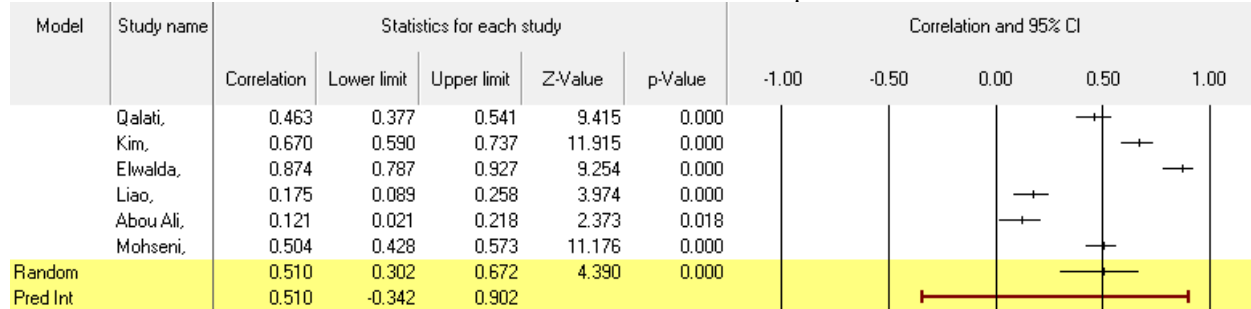 Model Study name Statistics for each study Correlation and 95% CI
Correlation Lower limit Upper limit Z-Value p-Value -1.00 -0.50 0.00 0.50 1.00
Qalati, 0.463 0.377 0.541 9.415 0.000
Kim, 0.670 0.590 0.737 11.915 0.000
Elwalda, 0.874 0.787 0.927 9.254 0.000
Liao, 0.175 0.089 0.258 3.974 0.000
Abou Ali, 0.121 0.021 0.218 2.373 0.018
Mohseni, 0.504 0.428 0.573 11.176 0.000
Random 0.510 0.302 0.672 4.390 0.000
Pred Int 0.510 -0.342 0.902